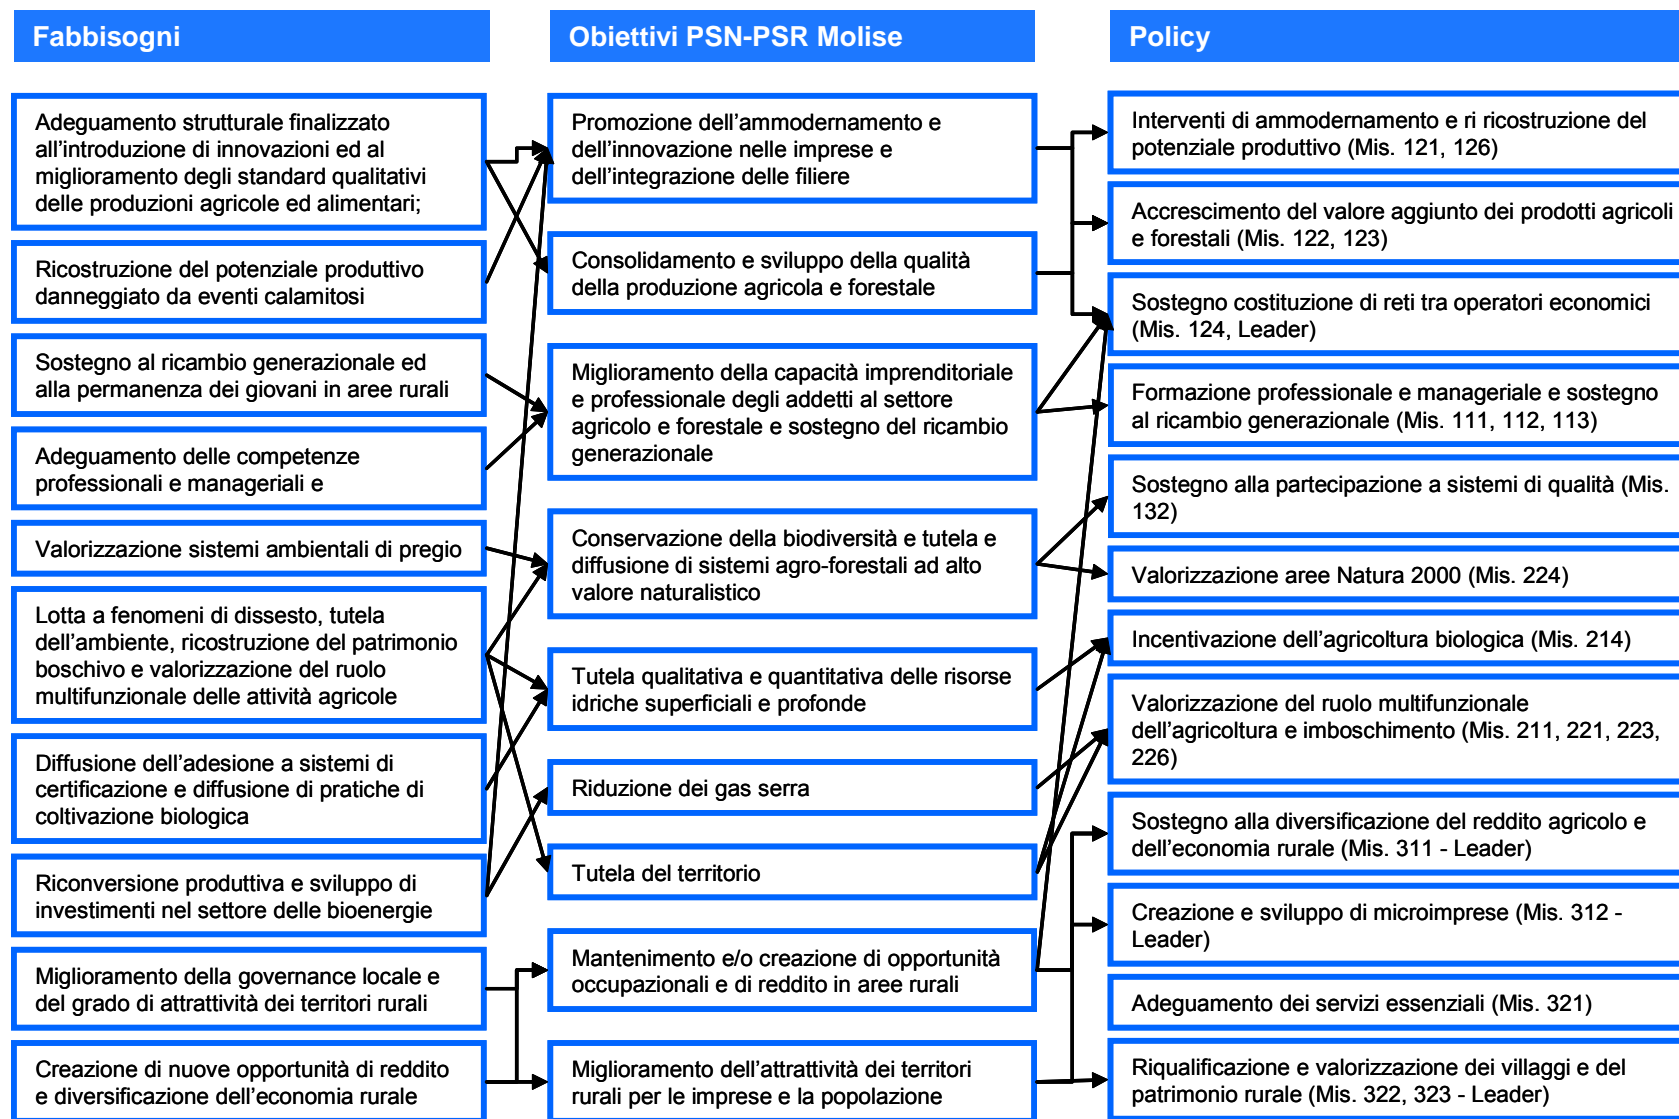 Fabbisogni
Obiettivi PSN-PSR Molise
Policy
Adeguamento strutturale finalizzato
all'introduzione di innovazioni ed al
miglioramento degli standard qualitativi
delle produzioni agricole ed alimentari;
Ricostruzione del potenziale produttivo
danneggiato da eventi calamitosi
Sostegno al ricambio generazionale ed
alla permanenza dei giovani in aree rurali
Adeguamento delle competenze
professionali e manageriali e
Valorizzazione sistemi ambientali di pregio
Lotta a fenomeni di dissesto, tutela
dell'ambiente, ricostruzione del patrimonio
boschivo e valorizzazione del ruolo
multifunzionale delle attività agricole
Diffusione dell'adesione a sistemi di
certificazione e diffusione di pratiche di
coltivazione biologica
Riconversione produttiva e sviluppo di
investimenti nel settore delle bioenergie
Miglioramento della governance locale e
del grado di attrattività dei territori rurali
Creazione di nuove opportunità di reddito
e diversificazione dell'economia rurale
Promozione dell'ammodernamento e
dell'innovazione nelle imprese e
dell'integrazione delle filiere
Consolidamento e sviluppo della qualità
della produzione agricola e forestale
Miglioramento della capacità imprenditoriale
e professionale degli addetti al settore
agricolo e forestale e sostegno del ricambio
generazionale
Conservazione della biodiversità e tutela e
diffusione di sistemi agro-forestali ad alto
valore naturalistico
Tutela qualitativa e quantitativa delle risorse
idriche superficiali e profonde
Riduzione dei gas serra
Tutela del territorio
Mantenimento e/o creazione di opportunità
occupazionali e di reddito in aree rurali
Miglioramento dell'attrattività dei territori
rurali per le imprese e la popolazione
Interventi di ammodernamento e ri ricostruzione del
potenziale produttivo (Mis. 121, 126)
Accrescimento del valore aggiunto dei prodotti agricoli
e forestali (Mis. 122, 123)
Sostegno costituzione di reti tra operatori economici
(Mis. 124, Leader)
Formazione professionale e manageriale e sostegno
al ricambio generazionale (Mis. 111, 112, 113)
Sostegno alla partecipazione a sistemi di qualità (Mis.
132)
Valorizzazione aree Natura 2000 (Mis. 224)
Incentivazione dell'agricoltura biologica (Mis. 214)
Valorizzazione del ruolo multifunzionale
dell'agricoltura e imboschimento (Mis. 211, 221, 223,
226)
Sostegno alla diversificazione del reddito agricolo e
dell'economia rurale (Mis. 311 - Leader)
Creazione e sviluppo di microimprese (Mis. 312 -
Leader)
Adeguamento dei servizi essenziali (Mis. 321)
Riqualificazione e valorizzazione dei villaggi e del
patrimonio rurale (Mis. 322, 323 - Leader)